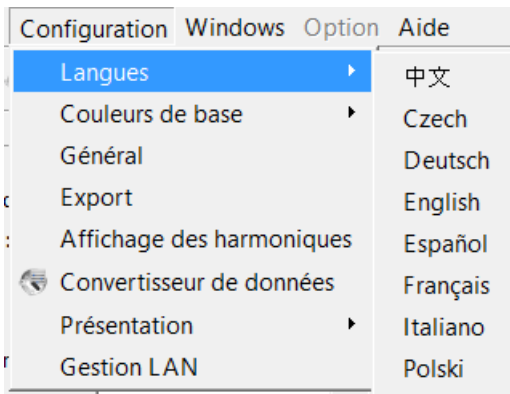 Configuration Windows Option Aide
Langues
Couleurs de base
Général
Export
Affichage des harmoniques
Convertisseur de données
Présentation
Gestion LAN
中文
Czech
Deutsch
English
Español
Français
Italiano
Polski